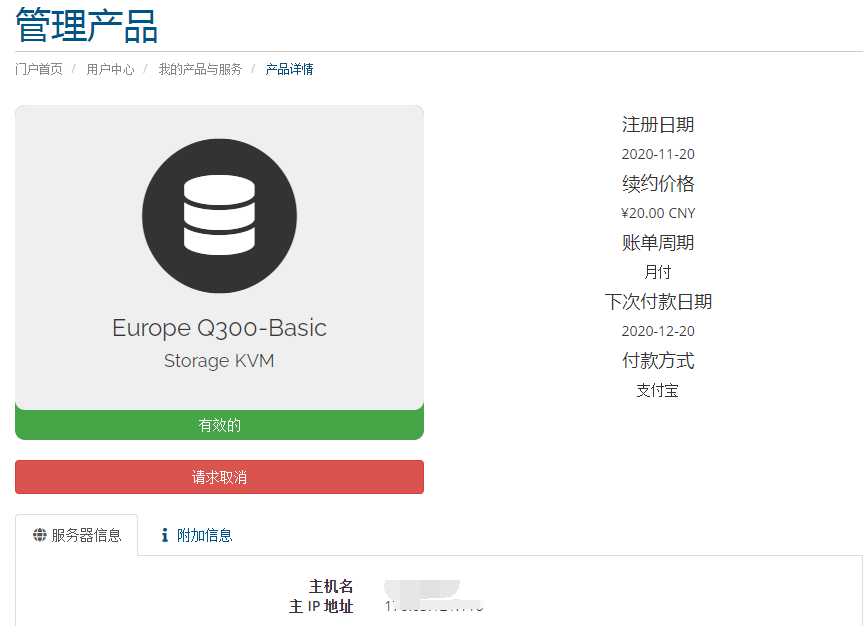 管理产品
门户首页 / 用户中心 / 我的产品与服务 / 产品详情
Europe Q300-Basic
Storage KVM
有效的
请求取消
注册日期
2020-11-20
续约价格
¥20.00 CNY
账单周期
月付
下次付款日期
2020-12-20
付款方式
支付宝
服务器信息
附加信息
主机名
主 IP 地址